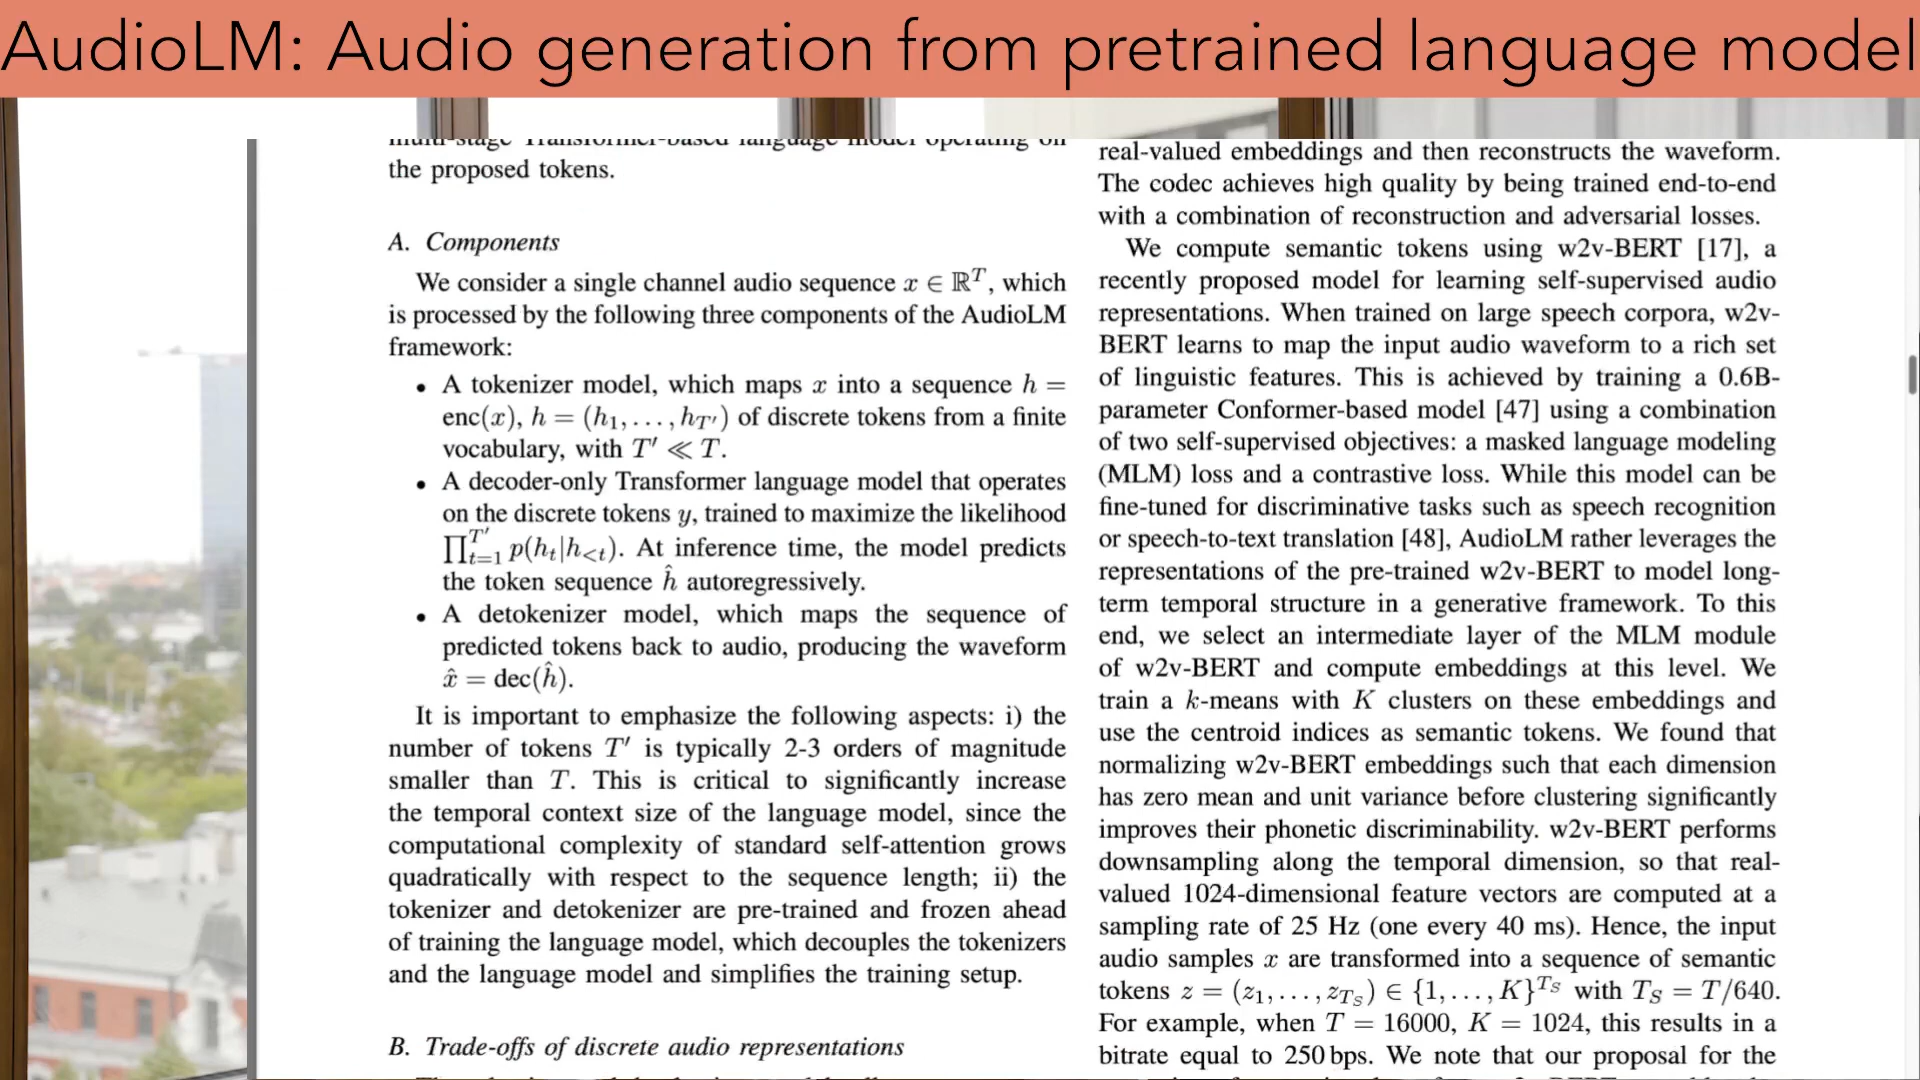 AudioLM: Audio generation from pretrained language model
multi-stage Transformer-based language model operating on
the proposed tokens.
A. Components
We consider a single channel audio sequence x ∈ ℝᵀ, which
is processed by the following three components of the AudioLM
framework:
• A tokenizer model, which maps x into a sequence h =
enc(x), h = (h₁, . . . , h_T′) of discrete tokens from a finite
vocabulary, with T′ ≪ T.
• A decoder-only Transformer language model that operates
on the discrete tokens y, trained to maximize the likelihood
∏ₜ₌₁ᵀ′ p(hₜ|h<ₜ). At inference time, the model predicts
the token sequence ĥ autoregressively.
• A detokenizer model, which maps the sequence of
predicted tokens back to audio, producing the waveform
x̂ = dec(ĥ).
It is important to emphasize the following aspects: i) the
number of tokens T′ is typically 2-3 orders of magnitude
smaller than T. This is critical to significantly increase
the temporal context size of the language model, since the
computational complexity of standard self-attention grows
quadratically with respect to the sequence length; ii) the
tokenizer and detokenizer are pre-trained and frozen ahead
of training the language model, which decouples the tokenizers
and the language model and simplifies the training setup.
B. Trade-offs of discrete audio representations
real-valued embeddings and then reconstructs the waveform.
The codec achieves high quality by being trained end-to-end
with a combination of reconstruction and adversarial losses.
We compute semantic tokens using w2v-BERT [17], a
recently proposed model for learning self-supervised audio
representations. When trained on large speech corpora, w2v-
BERT learns to map the input audio waveform to a rich set
of linguistic features. This is achieved by training a 0.6B-
parameter Conformer-based model [47] using a combination
of two self-supervised objectives: a masked language modeling
(MLM) loss and a contrastive loss. While this model can be
fine-tuned for discriminative tasks such as speech recognition
or speech-to-text translation [48], AudioLM rather leverages the
representations of the pre-trained w2v-BERT to model long-
term temporal structure in a generative framework. To this
end, we select an intermediate layer of the MLM module
of w2v-BERT and compute embeddings at this level. We
train a k-means with K clusters on these embeddings and
use the centroid indices as semantic tokens. We found that
normalizing w2v-BERT embeddings such that each dimension
has zero mean and unit variance before clustering significantly
improves their phonetic discriminability. w2v-BERT performs
downsampling along the temporal dimension, so that real-
valued 1024-dimensional feature vectors are computed at a
sampling rate of 25 Hz (one every 40 ms). Hence, the input
audio samples x are transformed into a sequence of semantic
tokens z = (z₁, . . . , z_T_S) ∈ {1, . . . , K}^T_S with T_S = T/640.
For example, when T = 16000, K = 1024, this results in a
bitrate equal to 250 bps. We note that our proposal for the